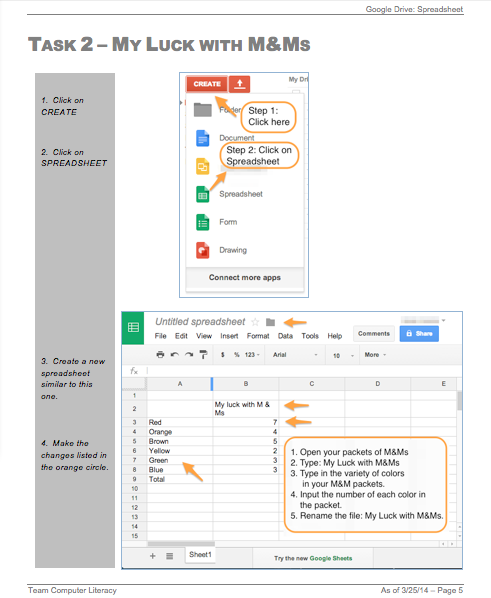 Google Drive: Spreadsheet
TASK 2 – MY LUCK WITH M&MS
1. Click on
CREATE
2. Click on
SPREADSHEET
CREATE
My Dri
Folder
Step 1:
Click here
Document
Step 2: Click on
Spreadsheet
Spreadsheet
Form
Drawing
Connect more apps
3. Create a new
spreadsheet
similar to this
one.
4. Make the
changes listed in
the orange circle.
Untitled spreadsheet
File Edit View Insert Format Data Tools Help
Comments
Share
$ % 123 Arial 10 More
fx
A B C D E
1
2 My luck with M &
Ms
3 Red 7
4 Orange 4
5 Brown 5
6 Yellow 2
7 Green 3
8 Blue 3
9 Total
10
11
12
13
14
15
1. Open your packets of M&Ms
2. Type: My Luck with M&Ms
3. Type in the variety of colors
in your M&M packets.
4. Input the number of each color in
the packet.
5. Rename the file: My Luck with M&Ms.
+ Sheet1
Try the new Google Sheets
Team Computer Literacy
As of 3/25/14 – Page 5